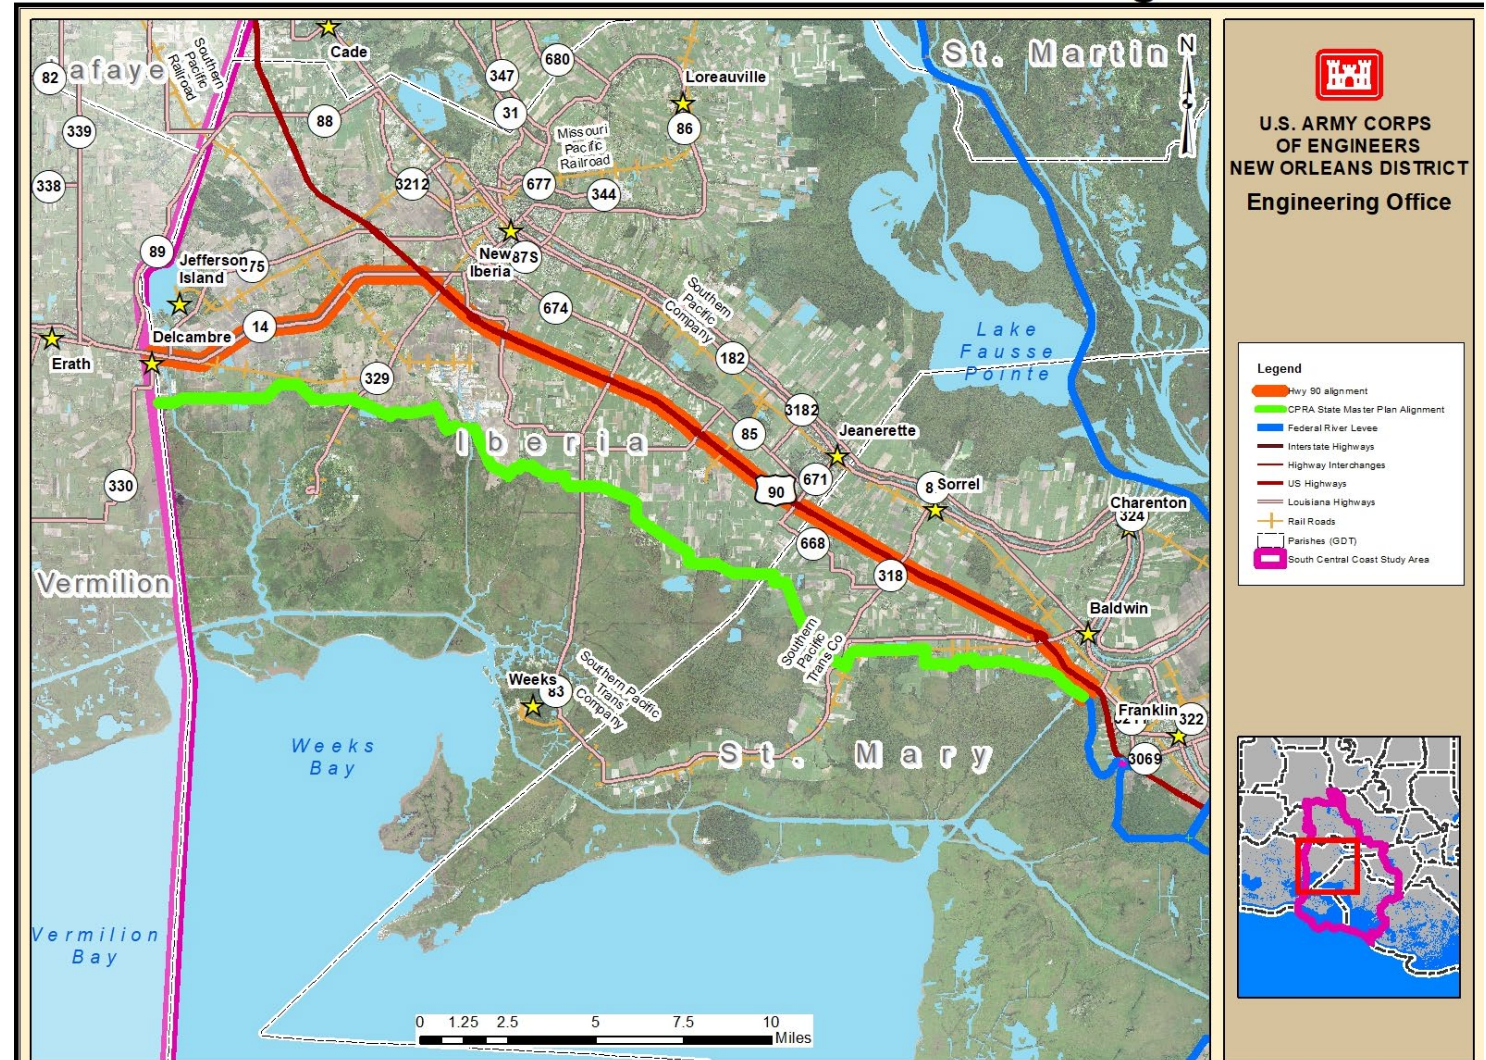 Cade
680
347
Loreauville
St. Martin
N
82
afaye
Southern
Pacific
Railroad
31
88
86
339
Missouri
Pacific
Railroad
338
3212
677
344
89
Jefferson
Island
New
Iberia
87S
674
Southern
Pacific
Company
14
Delcambre
Erath
Lake
Fausse
Pointe
182
329
3182
85
Jeanerette
Iberia
330
90
671
Sorrel
Charenton
324
668
318
Vermilion
Baldwin
Southern
Pacific
Trans Co
Weeks
83
Southern Pacific
Trans
Company
Franklin
322
3069
St. Mary
Weeks
Bay
Vermilion
Bay
0 1.25 2.5 5 7.5 10
Miles
U.S. ARMY CORPS
OF ENGINEERS
NEW ORLEANS DISTRICT
Engineering Office
Legend
Hwy 90 alignment
CPRA State Master Plan Alignment
Federal River Levee
Interstate Highways
Highway Interchanges
US Highways
Louisiana Highways
Rail Roads
Parishes (GDT)
South Central Coast Study Area